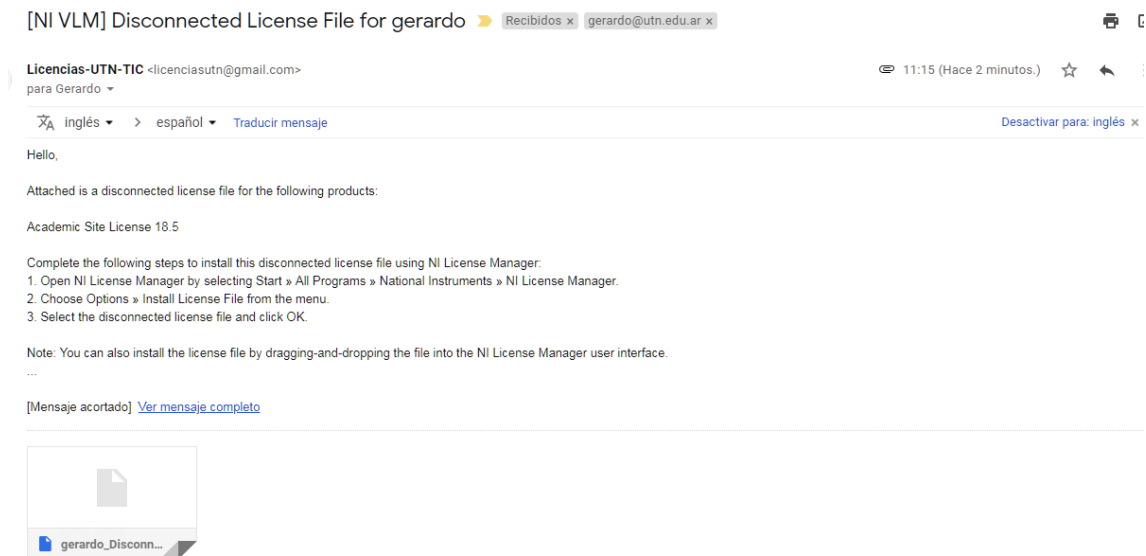 [NI VLM] Disconnected License File for gerardo Recibidos x gerardo@utn.edu.ar x
Licencias-UTN-TIC <licenciasutn@gmail.com> 11:15 (Hace 2 minutos.)
para Gerardo
inglés > español Traducir mensaje Desactivar para: inglés x
Hello,
Attached is a disconnected license file for the following products:
Academic Site License 18.5
Complete the following steps to install this disconnected license file using NI License Manager:
1. Open NI License Manager by selecting Start » All Programs » National Instruments » NI License Manager.
2. Choose Options » Install License File from the menu.
3. Select the disconnected license file and click OK.
Note: You can also install the license file by dragging-and-dropping the file into the NI License Manager user interface.
...
[Mensaje acortado] Ver mensaje completo
gerardo_Disconn...